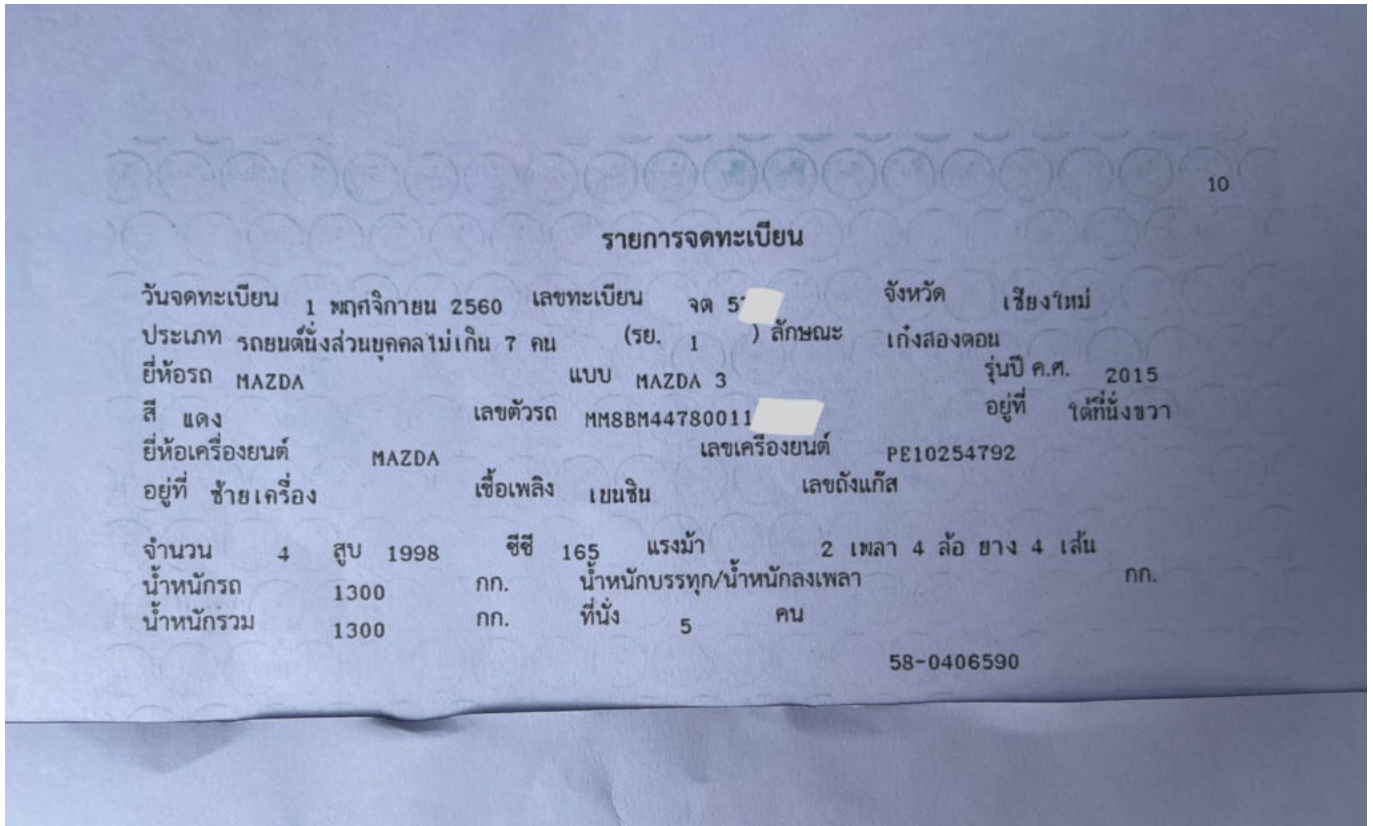 10
รายการจดทะเบียน
วันจดทะเบียน 1 พฤศจิกายน 2560 เลขทะเบียน จต 5 จังหวัด เชียงใหม่
ประเภท รถยนต์นั่งส่วนบุคคลไม่เกิน 7 คน (รย. 1 ) ลักษณะ เก๋งสองตอน
ยี่ห้อรถ MAZDA แบบ MAZDA 3 รุ่นปี ค.ศ. 2015
สี แดง เลขตัวรถ MM8BM44780011 อยู่ที่ ใต้ที่นั่งขวา
ยี่ห้อเครื่องยนต์ MAZDA เลขเครื่องยนต์ PE10254792
อยู่ที่ ซ้ายเครื่อง เชื้อเพลิง เบนซิน เลขถังแก๊ส
จำนวน 4 สูบ 1998 ซีซี 165 แรงม้า 2 เพลา 4 ล้อ ยาง 4 เส้น
น้ำหนักรถ 1300 กก. น้ำหนักบรรทุก/น้ำหนักลงเพลา กก.
น้ำหนักรวม 1300 กก. ที่นั่ง 5 คน
58-0406590